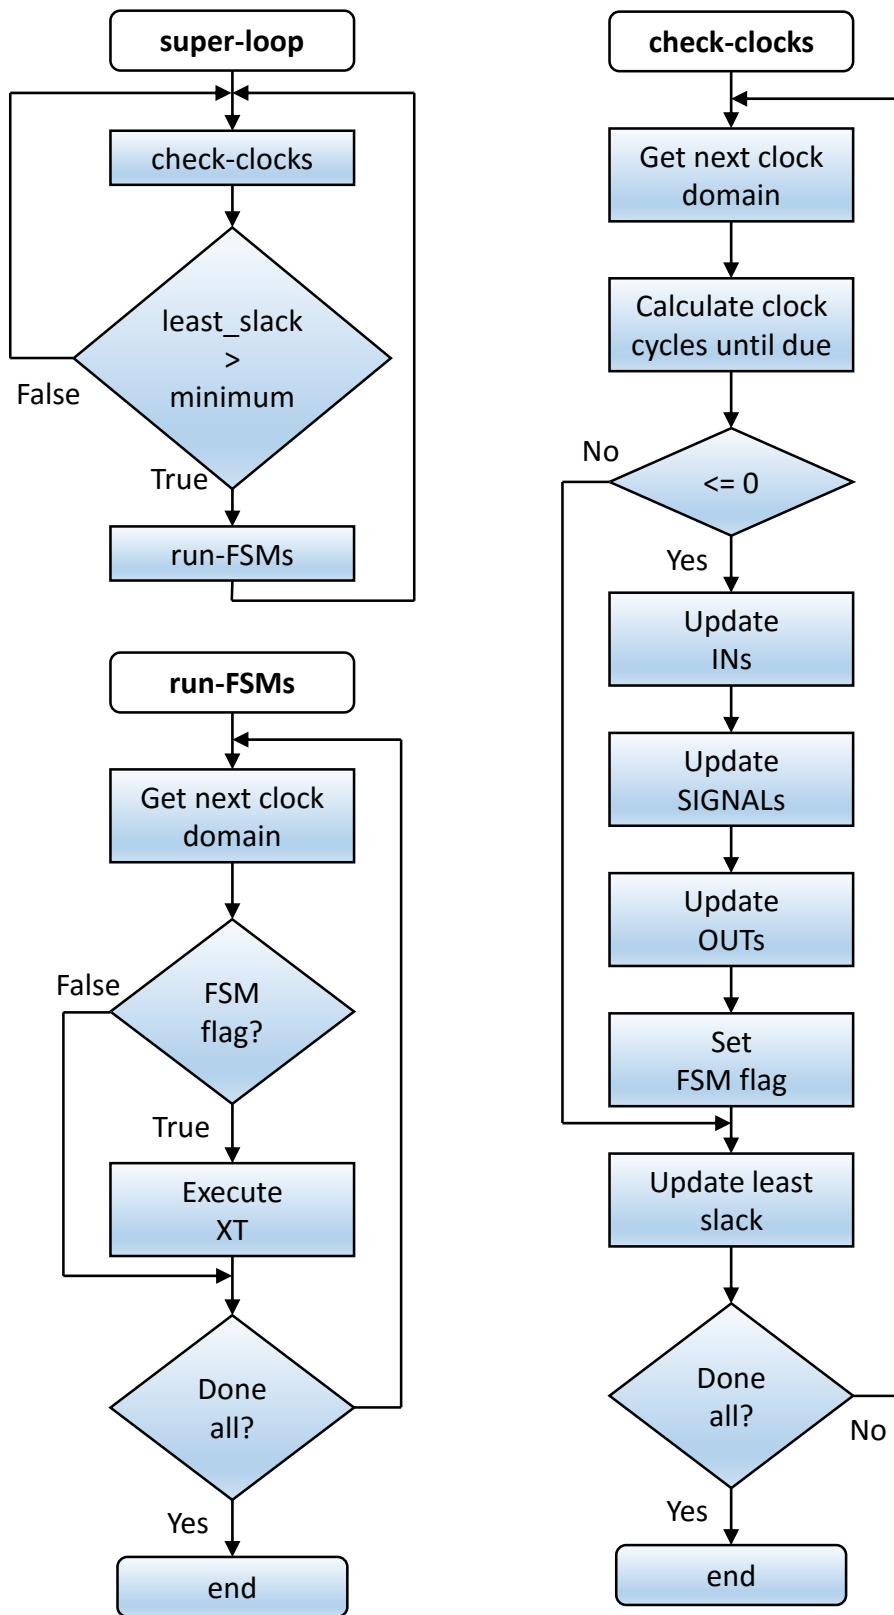 super-loop
check-clocks
least_slack
>
minimum
False
True
run-FSMs
run-FSMs
Get next clock
domain
False
FSM
flag?
True
Execute
XT
Done
all?
Yes
end
check-clocks
Get next clock
domain
Calculate clock
cycles until due
No
<= 0
Yes
Update
INs
Update
SIGNALs
Update
OUTs
Set
FSM flag
Update least
slack
Done
all?
No
Yes
end